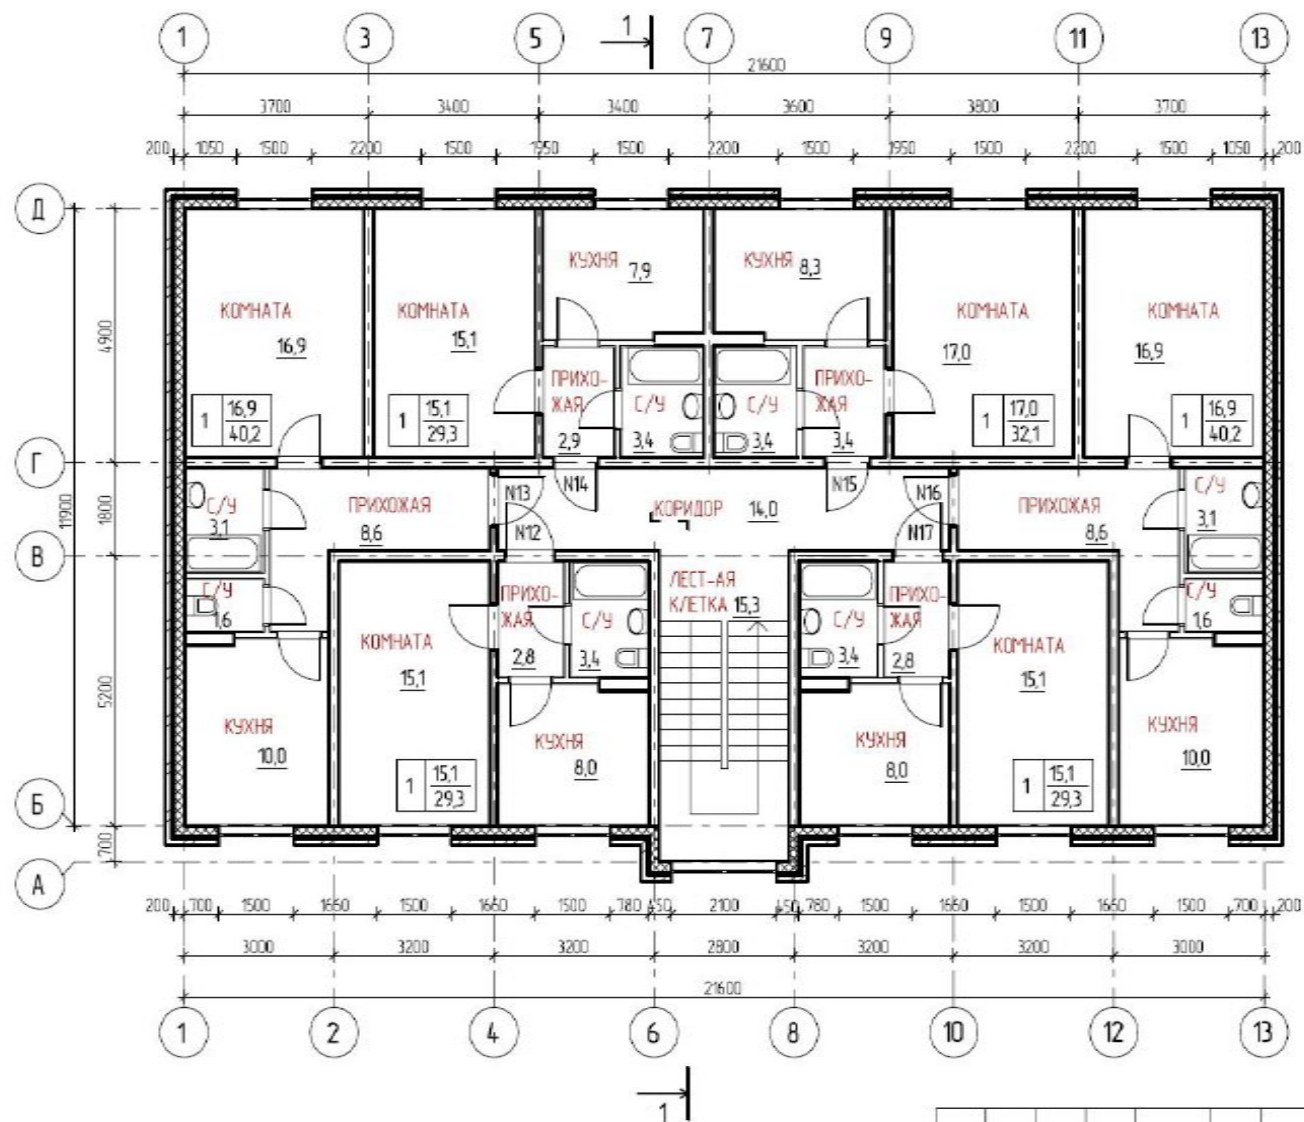 1 3 5 1 7 9 11 13
21600
3700 3400 3400 3600 3800 3700
200 1050 1500 2200 1500 1950 1500 2200 1500 1950 1500 2200 1500 1050 200
Д
Г
В
Б
А
11900
4900
1800
5200
700
КОМНАТА
16,9
1 16,9
40,2
КОМНАТА
15,1
1 15,1
29,3
КУХНЯ 7,9
КУХНЯ 8,3
КОМНАТА
17,0
1 17,0
32,1
КОМНАТА
16,9
1 16,9
40,2
ПРИХО-
ЖАЯ
2,9
С/У
3,4
С/У
3,4
ПРИХО-
ЖАЯ
3,4
С/У
3,1
ПРИХОЖАЯ
8,6
N13
N12
N14
КОРИДОР 14,0
N15
N16
N17
ПРИХОЖАЯ
8,6
С/У
3,1
С/У
1,6
КОМНАТА
15,1
1 15,1
29,3
ПРИХО-
ЖАЯ
2,8
С/У
3,4
ЛЕСТ-АЯ
КЛЕТКА 15,3
С/У
3,4
ПРИХО-
ЖАЯ
2,8
КОМНАТА
15,1
1 15,1
29,3
С/У
1,6
КУХНЯ
10,0
КУХНЯ
8,0
КУХНЯ
8,0
КУХНЯ
10,0
200 700 1500 1660 1500 1660 1500 780 450 2100 450 780 1500 1660 1500 1660 1500 700 200
3000 3200 3200 2800 3200 3200 3000
21600
1 2 4 6 8 10 12 13
1